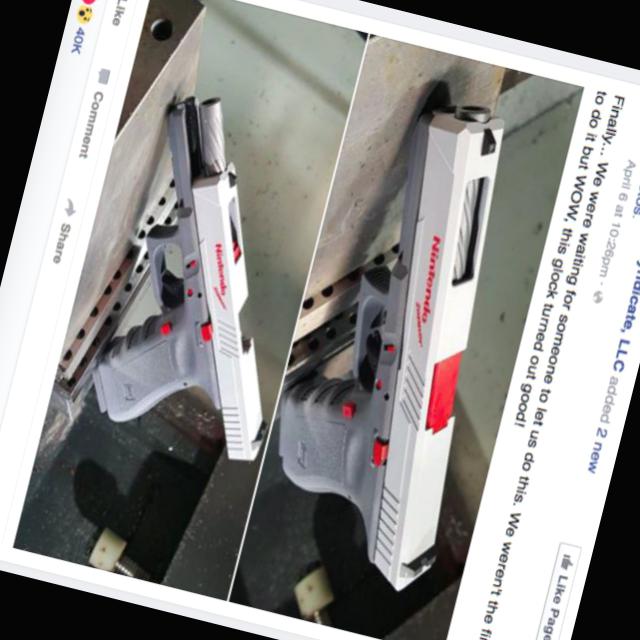 ndicate, LLC added 2 new
April 6 at 10:26pm ·
Like Page
Finally... We were waiting for someone to let us do this. We weren't the fi
to do it but WOW, this glock turned out good!
Nintendo
Nintendo
Like
Comment
Share
40K